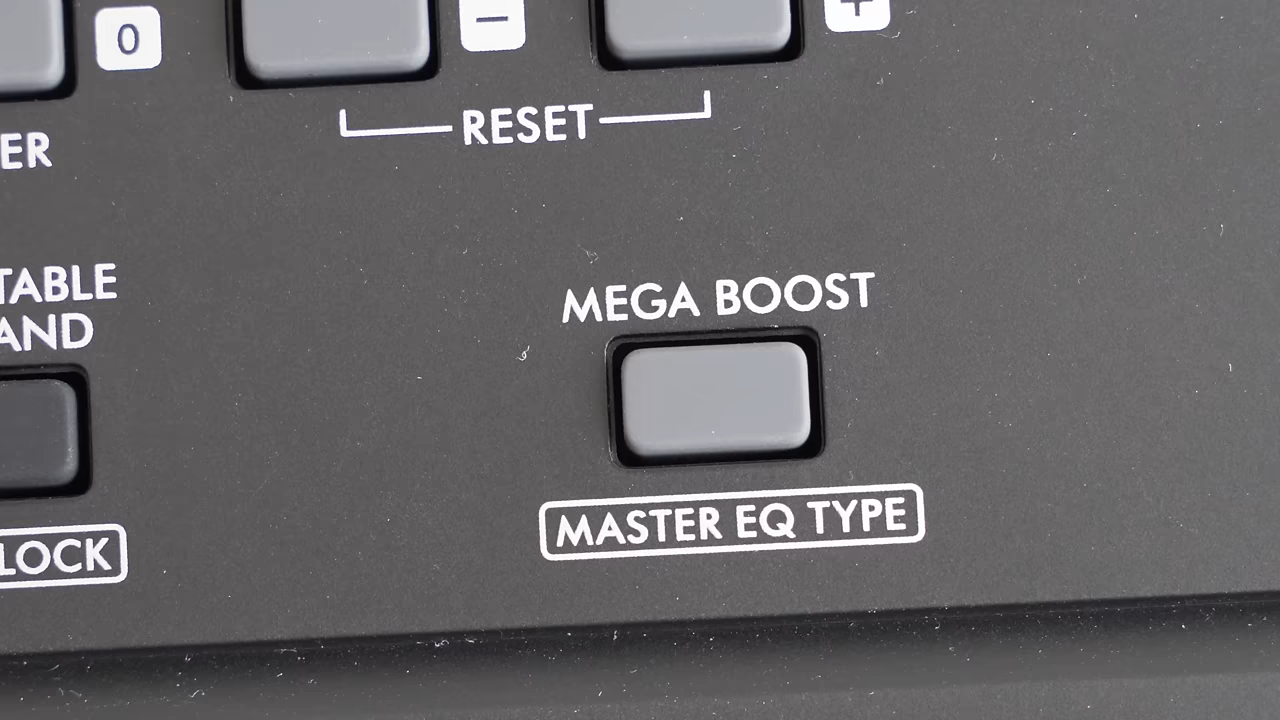 0
−
+
RESET
ER
TABLE
AND
MEGA BOOST
LOCK
MASTER EQ TYPE